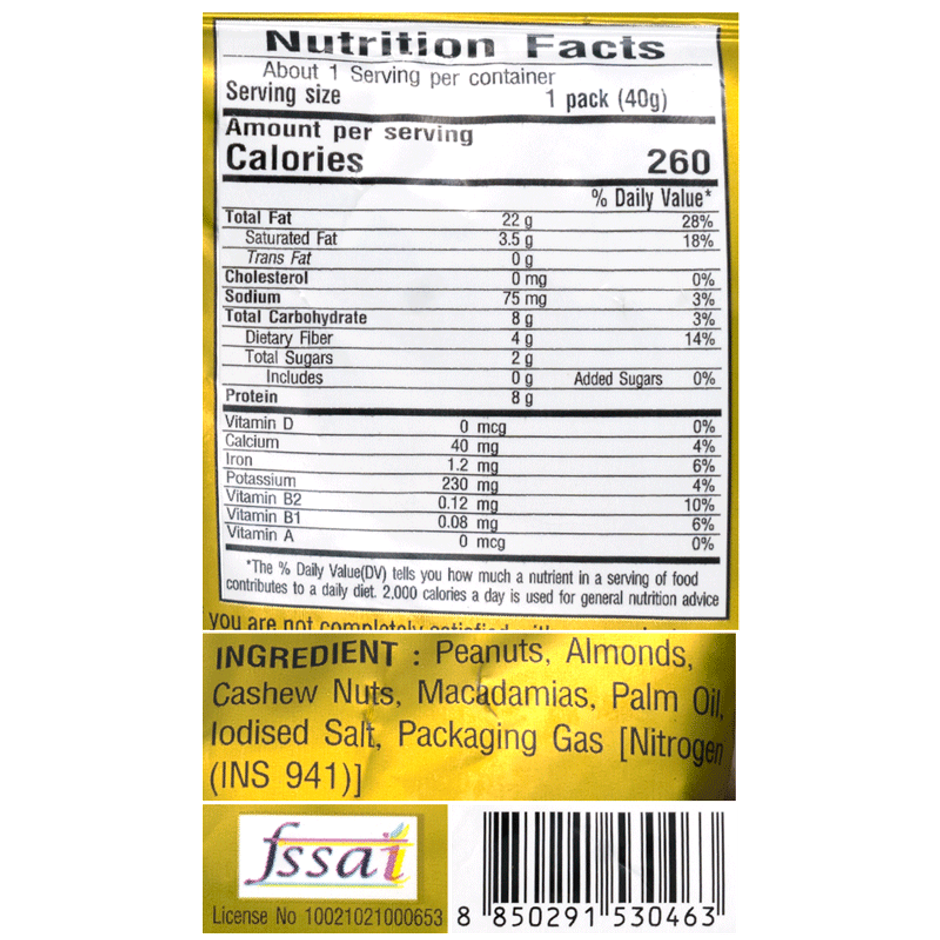 Nutrition Facts
About 1 Serving per container
Serving size 1 pack (40g)
Amount per serving
Calories 260
% Daily Value*
Total Fat 22 g 28%
Saturated Fat 3.5 g 18%
Trans Fat 0 g
Cholesterol 0 mg 0%
Sodium 75 mg 3%
Total Carbohydrate 8 g 3%
Dietary Fiber 4 g 14%
Total Sugars 2 g
Includes 0 g Added Sugars 0%
Protein 8 g
Vitamin D 0 mcg 0%
Calcium 40 mg 4%
Iron 1.2 mg 6%
Potassium 230 mg 4%
Vitamin B2 0.12 mg 10%
Vitamin B1 0.08 mg 6%
Vitamin A 0 mcg 0%
*The % Daily Value(DV) tells you how much a nutrient in a serving of food
contributes to a daily diet. 2,000 calories a day is used for general nutrition advice
you are not completely
INGREDIENT : Peanuts, Almonds,
Cashew Nuts, Macadamias, Palm Oil,
Iodised Salt, Packaging Gas [Nitrogen
(INS 941)]
fssai
License No 10021021000653
8 850291 530463